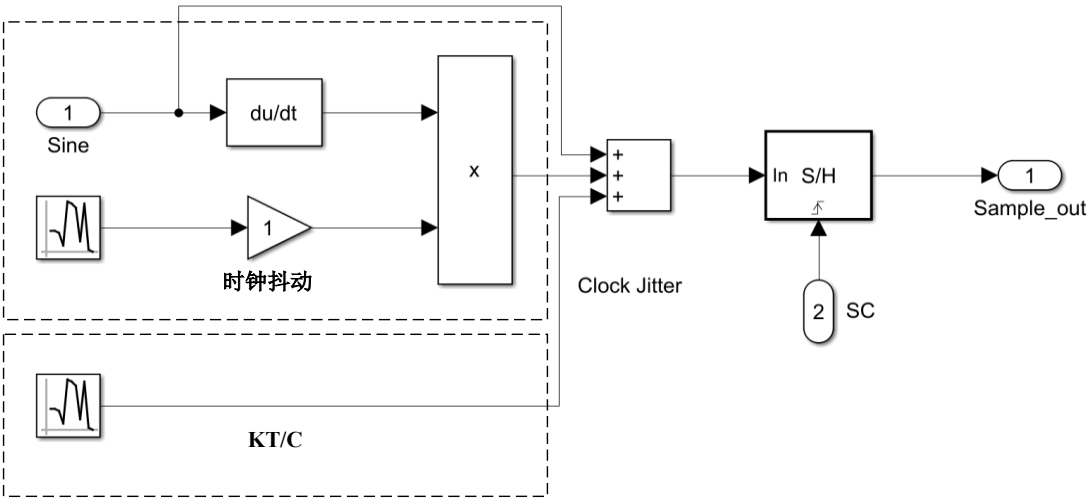 1
Sine
du/dt
1
时钟抖动
x
+
+
+
Clock Jitter
In S/H
1
Sample_out
2
SC
KT/C